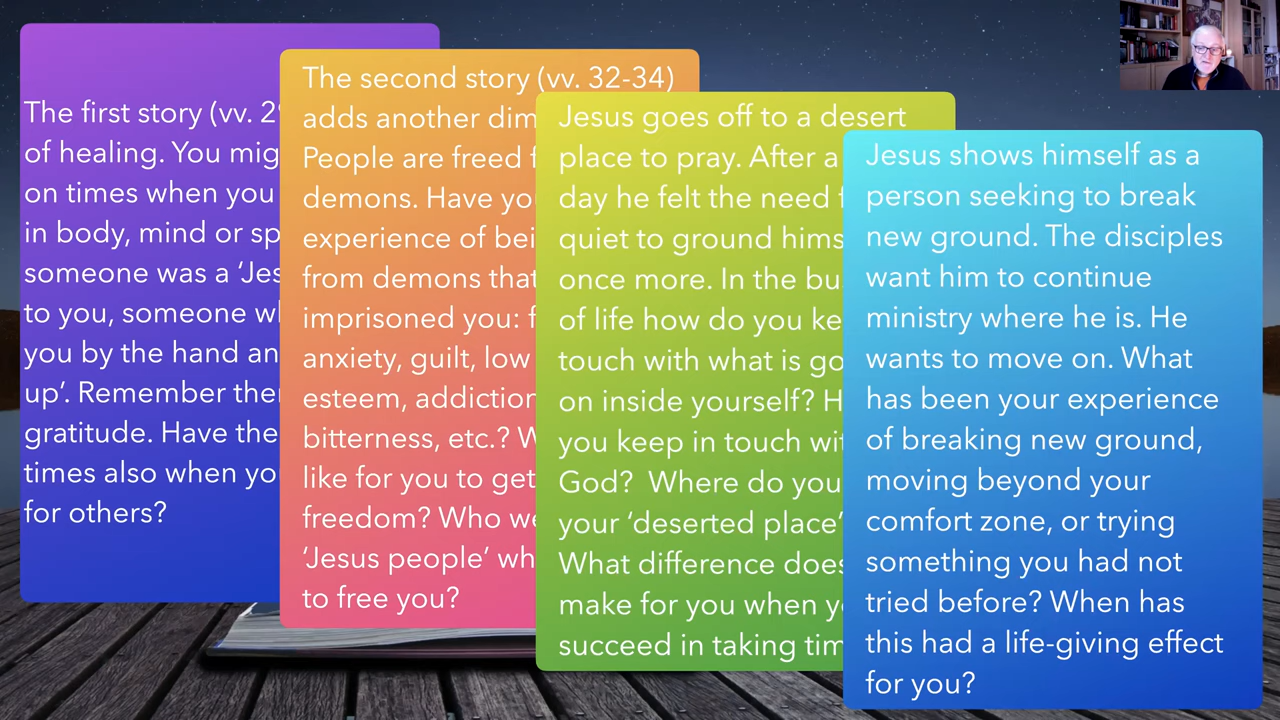 The first story (vv. 29
of healing. You mig
on times when you
in body, mind or sp
someone was a ‘Jes
to you, someone wh
you by the hand an
up‘. Remember the
gratitude. Have the
times also when yo
for others?
The second story (vv. 32-34)
adds another dim
People are freed f
demons. Have yo
experience of bei
from demons that
imprisoned you: f
anxiety, guilt, low
esteem, addiction
bitterness, etc.? W
like for you to get
freedom? Who we
‘Jesus people’ wh
to free you?
Jesus goes off to a desert
place to pray. After a
day he felt the need f
quiet to ground hims
once more. In the bu
of life how do you ke
touch with what is go
on inside yourself? H
you keep in touch wi
God? Where do you
your ‘deserted place’
What difference does
make for you when y
succeed in taking tim
Jesus shows himself as a
person seeking to break
new ground. The disciples
want him to continue
ministry where he is. He
wants to move on. What
has been your experience
of breaking new ground,
moving beyond your
comfort zone, or trying
something you had not
tried before? When has
this had a life-giving effect
for you?